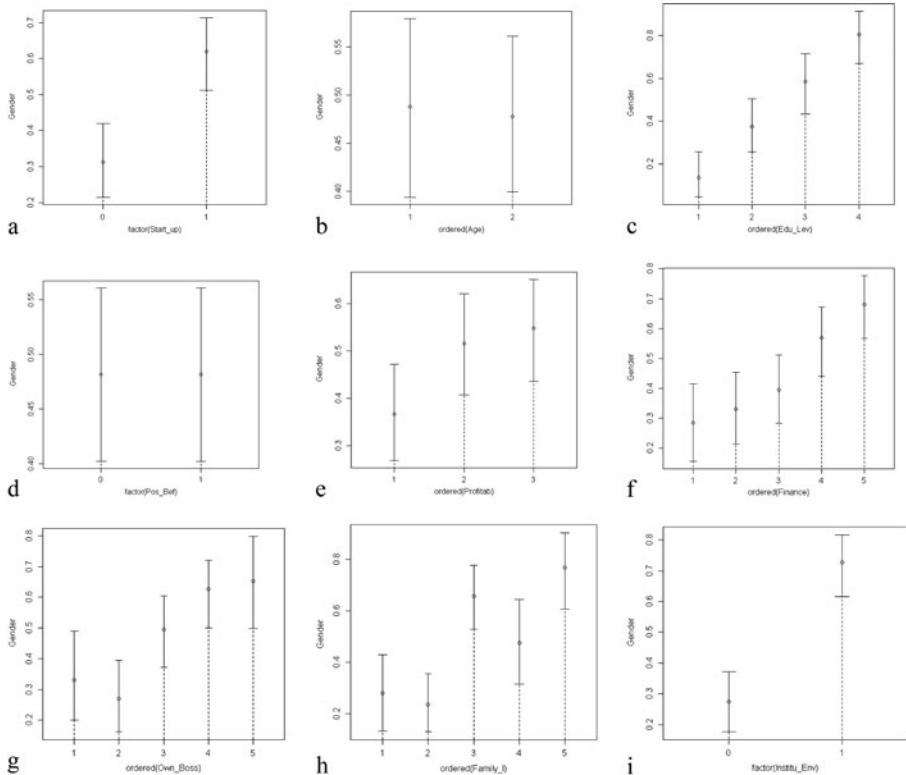 Gender
0.7
0.6
0.5
0.4
0.3
0.2
0 1
factor(Start_up)
a
Gender
0.55
0.50
0.45
0.40
1 2
ordered(Age)
b
Gender
0.8
0.6
0.4
0.2
1 2 3 4
ordered(Edu_Lev)
c
Gender
0.55
0.50
0.45
0.40
0 1
factor(Pos_Bef)
d
Gender
0.6
0.5
0.4
0.3
1 2 3
ordered(Profitab)
e
Gender
0.8
0.7
0.6
0.5
0.4
0.3
0.2
1 2 3 4 5
ordered(Finance)
f
Gender
0.8
0.7
0.6
0.5
0.4
0.3
0.2
1 2 3 4 5
ordered(Own_Boss)
g
Gender
0.8
0.6
0.4
0.2
1 2 3 4 5
ordered(Family_I)
h
Gender
0.8
0.7
0.6
0.5
0.4
0.3
0.2
0 1
factor(Institu_Env)
i